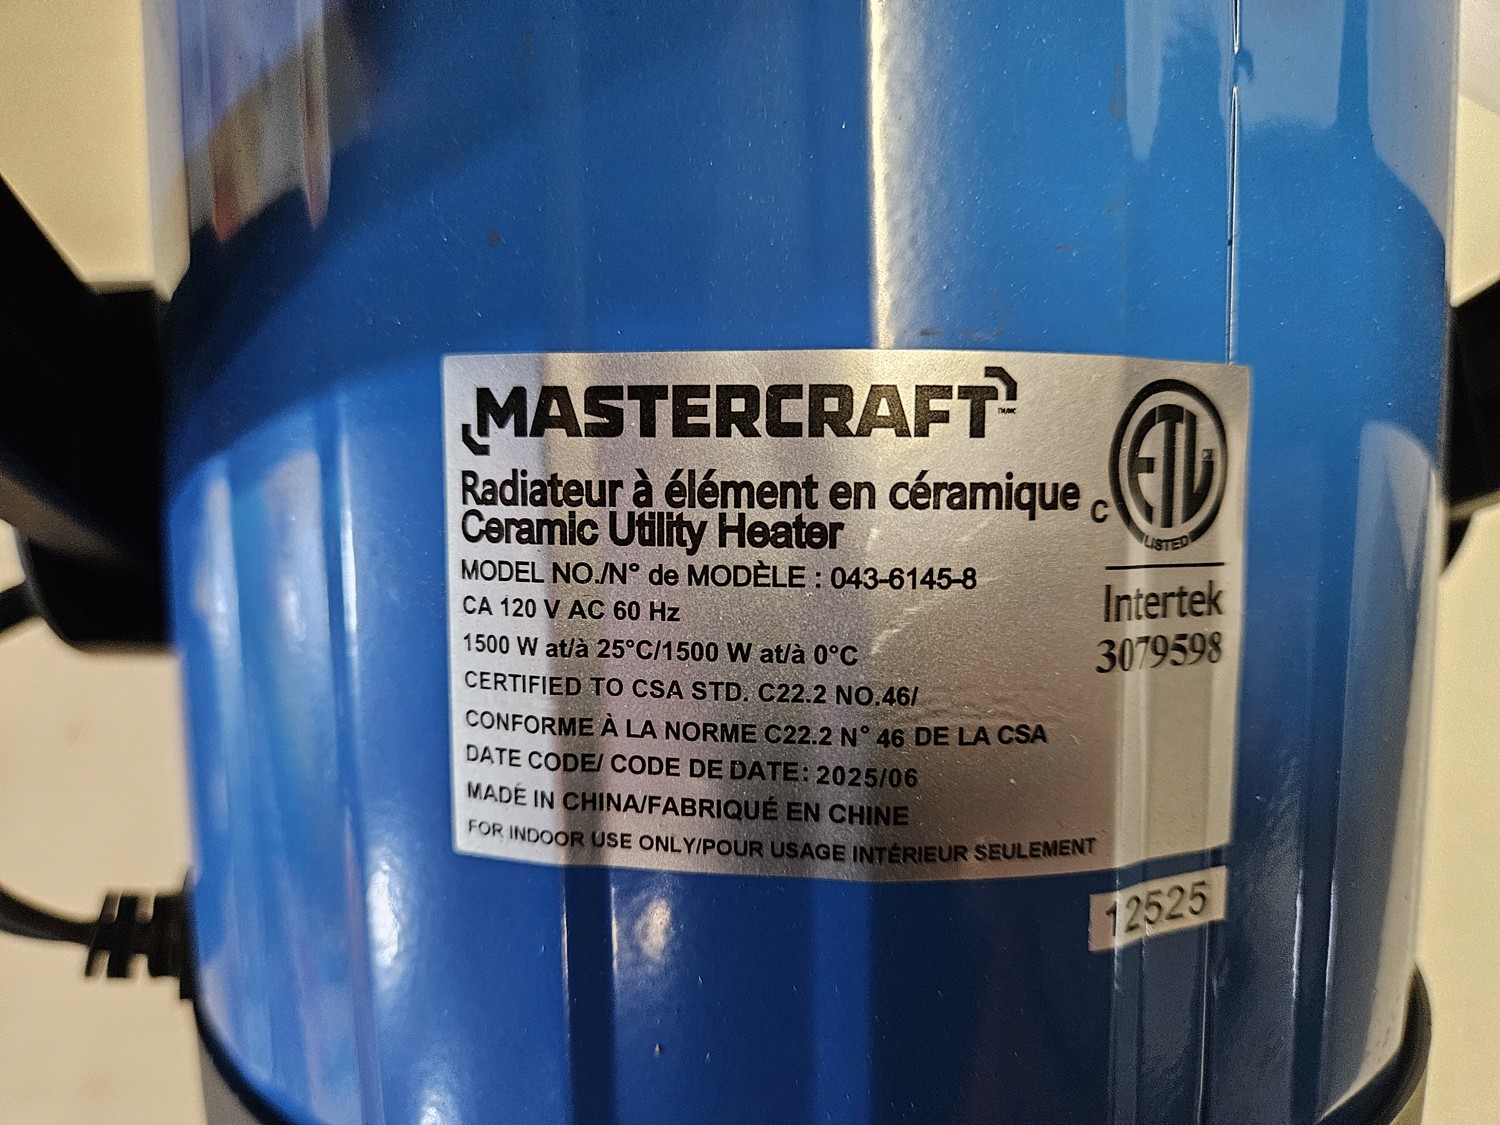 MASTERCRAFT
Radiateur à élément en céramique
Ceramic Utility Heater
MODEL NO./N° de MODÈLE : 043-6145-8
CA 120 V AC 60 Hz
1500 W at/à 25°C/1500 W at/à 0°C
CERTIFIED TO CSA STD. C22.2 NO.46/
CONFORME À LA NORME C22.2 N° 46 DE LA CSA
DATE CODE/ CODE DE DATE: 2025/06
MADE IN CHINA/FABRIQUÉ EN CHINE
FOR INDOOR USE ONLY/POUR USAGE INTÉRIEUR SEULEMENT
C ETL
LISTED
Intertek
3079598
12525